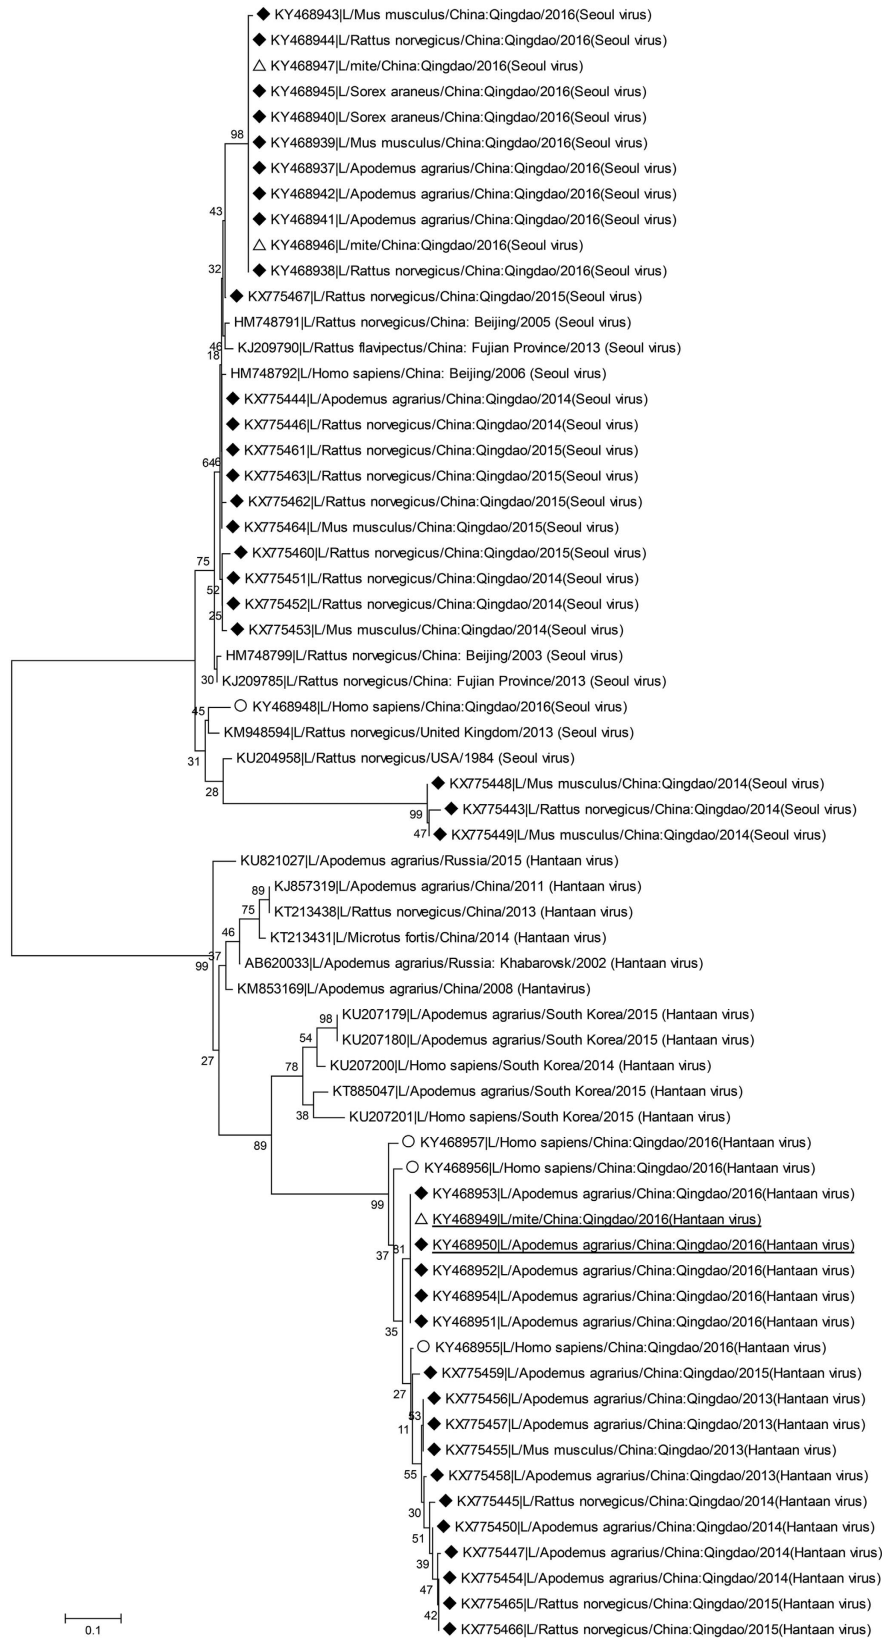 KY468943|L/Mus musculus/China:Qingdao/2016(Seoul virus)
KY468944|L/Rattus norvegicus/China:Qingdao/2016(Seoul virus)
KY468947|L/mite/China:Qingdao/2016(Seoul virus)
KY468945|L/Sorex araneus/China:Qingdao/2016(Seoul virus)
KY468940|L/Sorex araneus/China:Qingdao/2016(Seoul virus)
98
KY468939|L/Mus musculus/China:Qingdao/2016(Seoul virus)
KY468937|L/Apodemus agrarius/China:Qingdao/2016(Seoul virus)
KY468942|L/Apodemus agrarius/China:Qingdao/2016(Seoul virus)
43
KY468941|L/Apodemus agrarius/China:Qingdao/2016(Seoul virus)
KY468946|L/mite/China:Qingdao/2016(Seoul virus)
32
KY468938|L/Rattus norvegicus/China:Qingdao/2016(Seoul virus)
KX775467|L/Rattus norvegicus/China:Qingdao/2015(Seoul virus)
HM748791|L/Rattus norvegicus/China: Beijing/2005 (Seoul virus)
46
KJ209790|L/Rattus flavipectus/China: Fujian Province/2013 (Seoul virus)
18
HM748792|L/Homo sapiens/China: Beijing/2006 (Seoul virus)
KX775444|L/Apodemus agrarius/China:Qingdao/2014(Seoul virus)
KX775446|L/Rattus norvegicus/China:Qingdao/2014(Seoul virus)
KX775461|L/Rattus norvegicus/China:Qingdao/2015(Seoul virus)
64
KX775463|L/Rattus norvegicus/China:Qingdao/2015(Seoul virus)
KX775462|L/Rattus norvegicus/China:Qingdao/2015(Seoul virus)
KX775464|L/Mus musculus/China:Qingdao/2015(Seoul virus)
KX775460|L/Rattus norvegicus/China:Qingdao/2015(Seoul virus)
75
KX775451|L/Rattus norvegicus/China:Qingdao/2014(Seoul virus)
52
KX775452|L/Rattus norvegicus/China:Qingdao/2014(Seoul virus)
25
KX775453|L/Mus musculus/China:Qingdao/2014(Seoul virus)
HM748799|L/Rattus norvegicus/China: Beijing/2003 (Seoul virus)
30
KJ209785|L/Rattus norvegicus/China: Fujian Province/2013 (Seoul virus)
45
KY468948|L/Homo sapiens/China:Qingdao/2016(Seoul virus)
KM948594|L/Rattus norvegicus/United Kingdom/2013 (Seoul virus)
31
KU204958|L/Rattus norvegicus/USA/1984 (Seoul virus)
28
KX775448|L/Mus musculus/China:Qingdao/2014(Seoul virus)
99
KX775443|L/Rattus norvegicus/China:Qingdao/2014(Seoul virus)
47
KX775449|L/Mus musculus/China:Qingdao/2014(Seoul virus)
KU821027|L/Apodemus agrarius/Russia/2015 (Hantaan virus)
89
KJ857319|L/Apodemus agrarius/China/2011 (Hantaan virus)
75
KT213438|L/Rattus norvegicus/China/2013 (Hantaan virus)
46
KT213431|L/Microtus fortis/China/2014 (Hantaan virus)
99
37
AB620033|L/Apodemus agrarius/Russia: Khabarovsk/2002 (Hantaan virus)
KM853169|L/Apodemus agrarius/China/2008 (Hantavirus)
98
KU207179|L/Apodemus agrarius/South Korea/2015 (Hantaan virus)
54
KU207180|L/Apodemus agrarius/South Korea/2015 (Hantaan virus)
27
78
KU207200|L/Homo sapiens/South Korea/2014 (Hantaan virus)
KT885047|L/Apodemus agrarius/South Korea/2015 (Hantaan virus)
38
KU207201|L/Homo sapiens/South Korea/2015 (Hantaan virus)
89
KY468957|L/Homo sapiens/China:Qingdao/2016(Hantaan virus)
KY468956|L/Homo sapiens/China:Qingdao/2016(Hantaan virus)
99
KY468953|L/Apodemus agrarius/China:Qingdao/2016(Hantaan virus)
KY468949|L/mite/China:Qingdao/2016(Hantaan virus)
37
KY468950|L/Apodemus agrarius/China:Qingdao/2016(Hantaan virus)
KY468952|L/Apodemus agrarius/China:Qingdao/2016(Hantaan virus)
KY468954|L/Apodemus agrarius/China:Qingdao/2016(Hantaan virus)
35
KY468951|L/Apodemus agrarius/China:Qingdao/2016(Hantaan virus)
KY468955|L/Homo sapiens/China:Qingdao/2016(Hantaan virus)
KX775459|L/Apodemus agrarius/China:Qingdao/2015(Hantaan virus)
27
KX775456|L/Apodemus agrarius/China:Qingdao/2013(Hantaan virus)
53
KX775457|L/Apodemus agrarius/China:Qingdao/2013(Hantaan virus)
11
KX775455|L/Mus musculus/China:Qingdao/2013(Hantaan virus)
55
KX775458|L/Apodemus agrarius/China:Qingdao/2013(Hantaan virus)
KX775445|L/Rattus norvegicus/China:Qingdao/2014(Hantaan virus)
30
KX775450|L/Apodemus agrarius/China:Qingdao/2014(Hantaan virus)
51
KX775447|L/Apodemus agrarius/China:Qingdao/2014(Hantaan virus)
39
KX775454|L/Apodemus agrarius/China:Qingdao/2014(Hantaan virus)
47
KX775465|L/Rattus norvegicus/China:Qingdao/2015(Hantaan virus)
42
KX775466|L/Rattus norvegicus/China:Qingdao/2015(Hantaan virus)
0.1